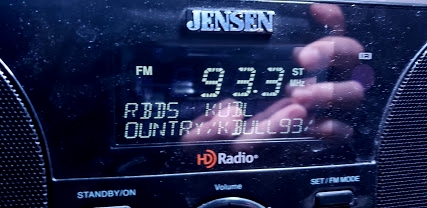 JENSEN
FM 93.3 ST MHz
RBDS KUBL
OUNTRY/KBULL93/
HD Radio®
STANDBY/ON Volume SET / FM MODE